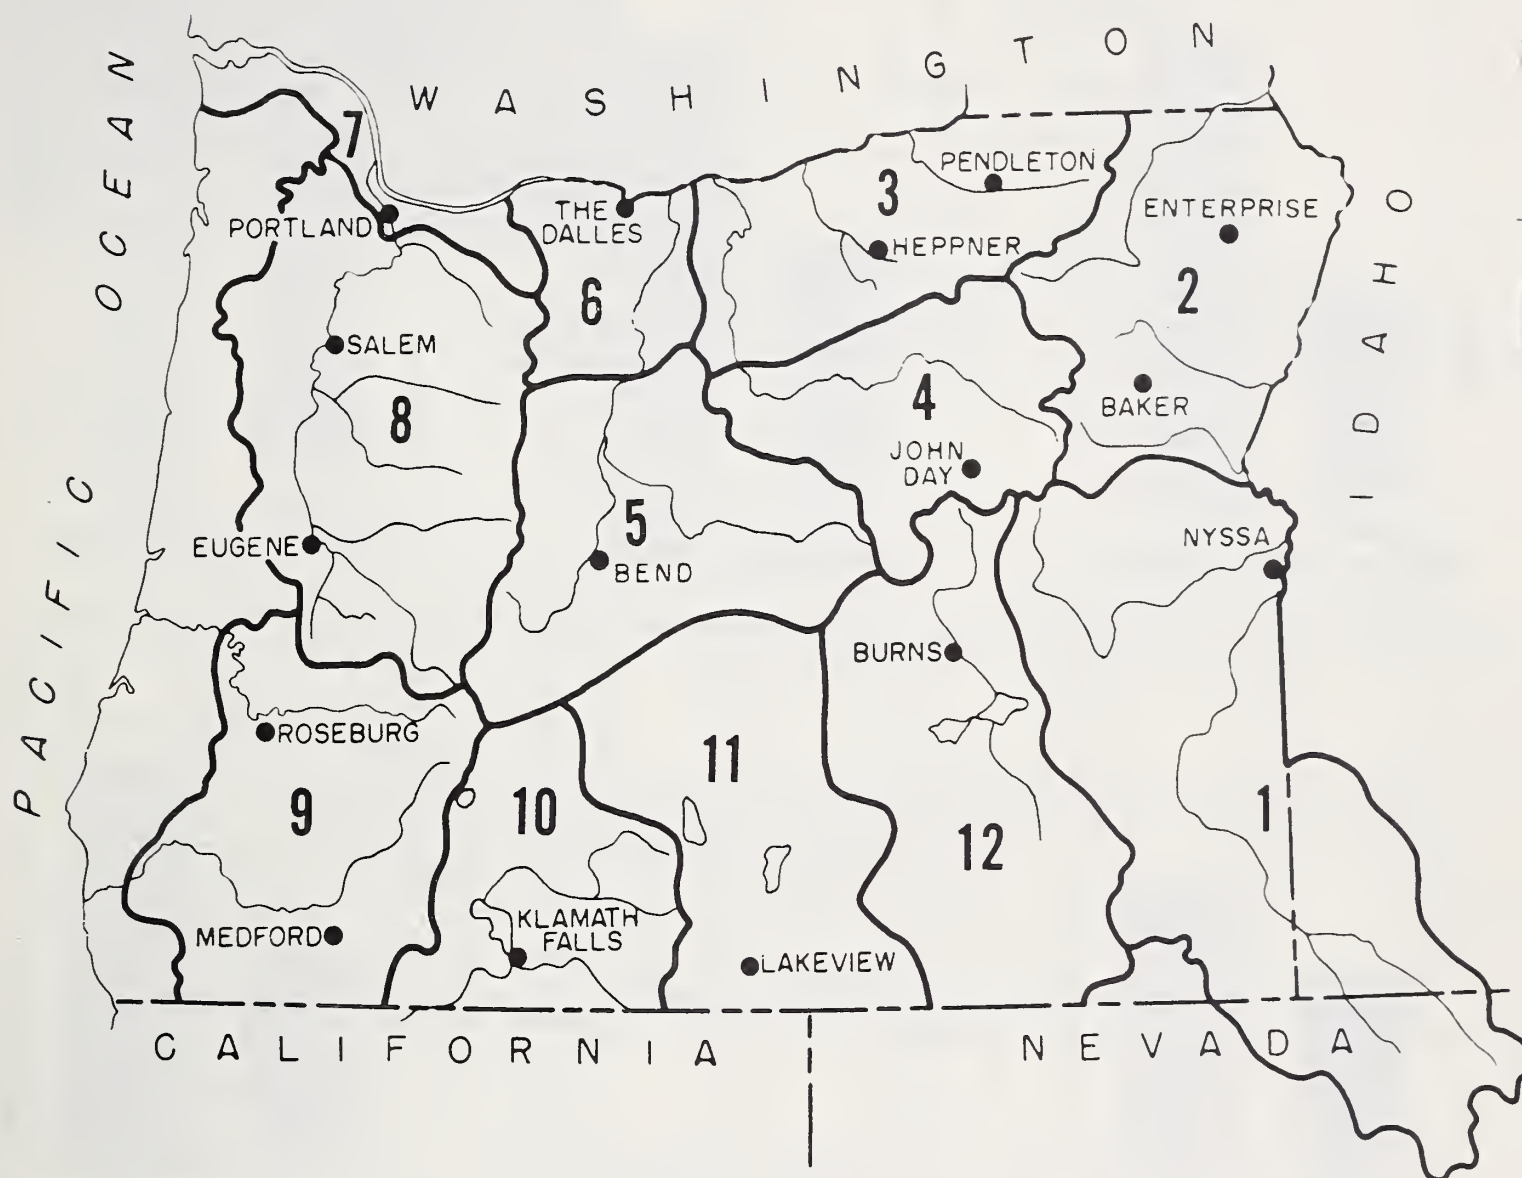 WASHINGTON
PACIFIC OCEAN
IDAHO
7
3
PENDLETON
THE
DALLES
PORTLAND
ENTERPRISE
HEPPNER
6
2
SALEM
8
4
BAKER
JOHN
DAY
5
EUGENE
BEND
NYSSA
BURNS
ROSEBURG
11
9
10
1
12
KLAMATH
FALLS
MEDFORD
LAKEVIEW
CALIFORNIA
NEVADA